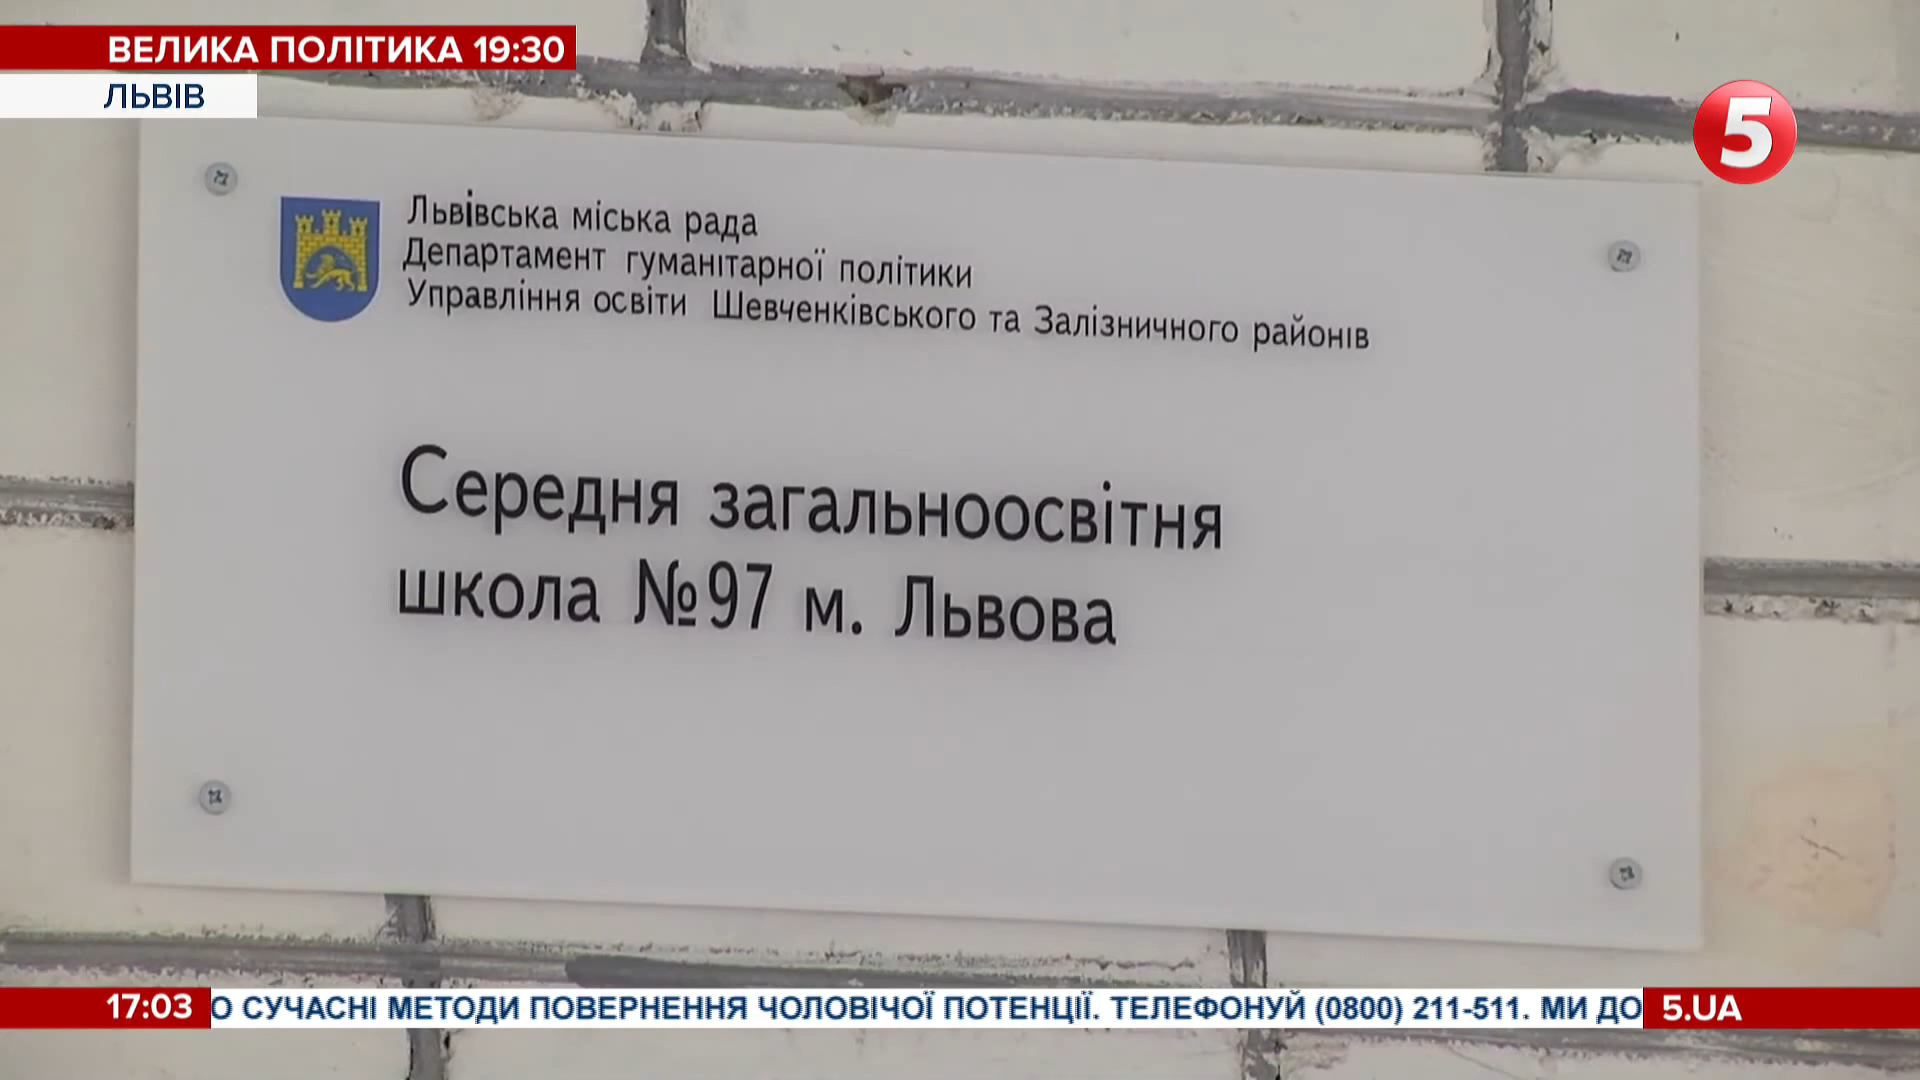 ВЕЛИКА ПОЛІТИКА 19:30
ЛЬВІВ
5
Львівська міська рада
Департамент гуманітарної політики
Управління освіти Шевченківського та Залізничного районів
Середня загальноосвітня
школа №97 м. Львова
17:03 О СУЧАСНІ МЕТОДИ ПОВЕРНЕННЯ ЧОЛОВІЧОЇ ПОТЕНЦІЇ. ТЕЛЕФОНУЙ (0800) 211-511. МИ ДО 5.UA